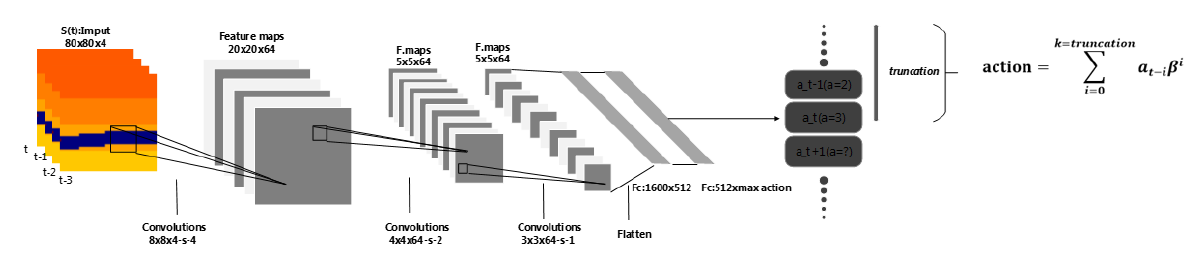 S(t):Imput
80x80x4
t
t-1
t-2
t-3
Convolutions
8x8x4-s-4
Feature maps
20x20x64
F.maps
5x5x64
Convolutions
4x4x64-s-2
F.maps
5x5x64
Convolutions
3x3x64-s-1
Flatten
Fc:1600x512
Fc:512xmax action
a_t-1(a=2)
a_t(a=3)
a_t+1(a=?)
truncation
k=truncation
action = ∑ a_{t-i}β^i
i=0